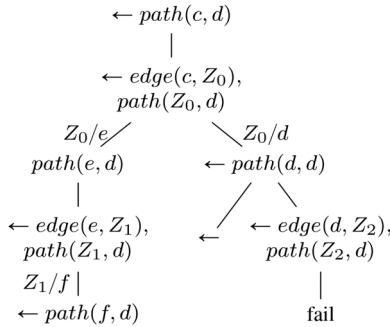 ← path(c, d)
← edge(c, Z₀),
path(Z₀, d)
Z₀/e
Z₀/d
path(e, d)
← path(d, d)
← edge(e, Z₁),
path(Z₁, d)
←
← edge(d, Z₂),
path(Z₂, d)
Z₁/f
← path(f, d)
fail